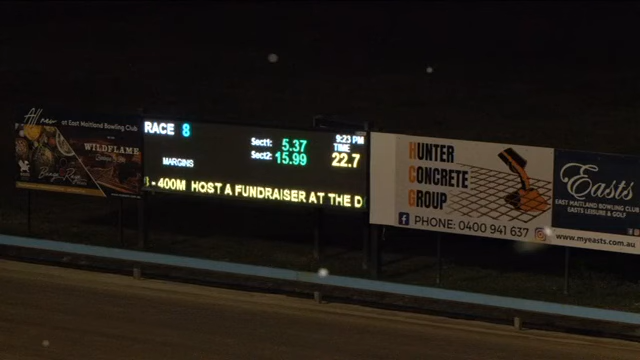 All new
at East Maitland Bowling Club
WILDFLAME
RACE 8
9:23 PM
Sect1: 5.37
TIME
MARGINS
Sect2: 15.99
22.7
- 400M HOST A FUNDRAISER AT THE D
HUNTER
CONCRETE
GROUP
PHONE: 0400 941 637
Easts
EAST MAITLAND BOWLING CLUB
EASTS LEISURE & GOLF
www.myeasts.com.au